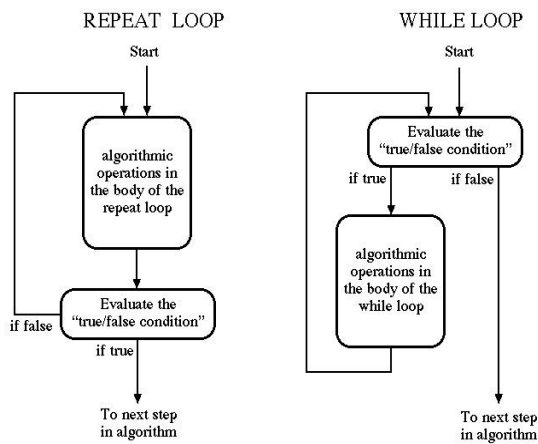 REPEAT LOOP
Start
algorithmic
operations in
the body of the
repeat loop
Evaluate the
“true/false condition”
if false
if true
To next step
in algorithm
WHILE LOOP
Start
Evaluate the
“true/false condition”
if true
if false
algorithmic
operations in
the body of the
while loop
To next step
in algorithm